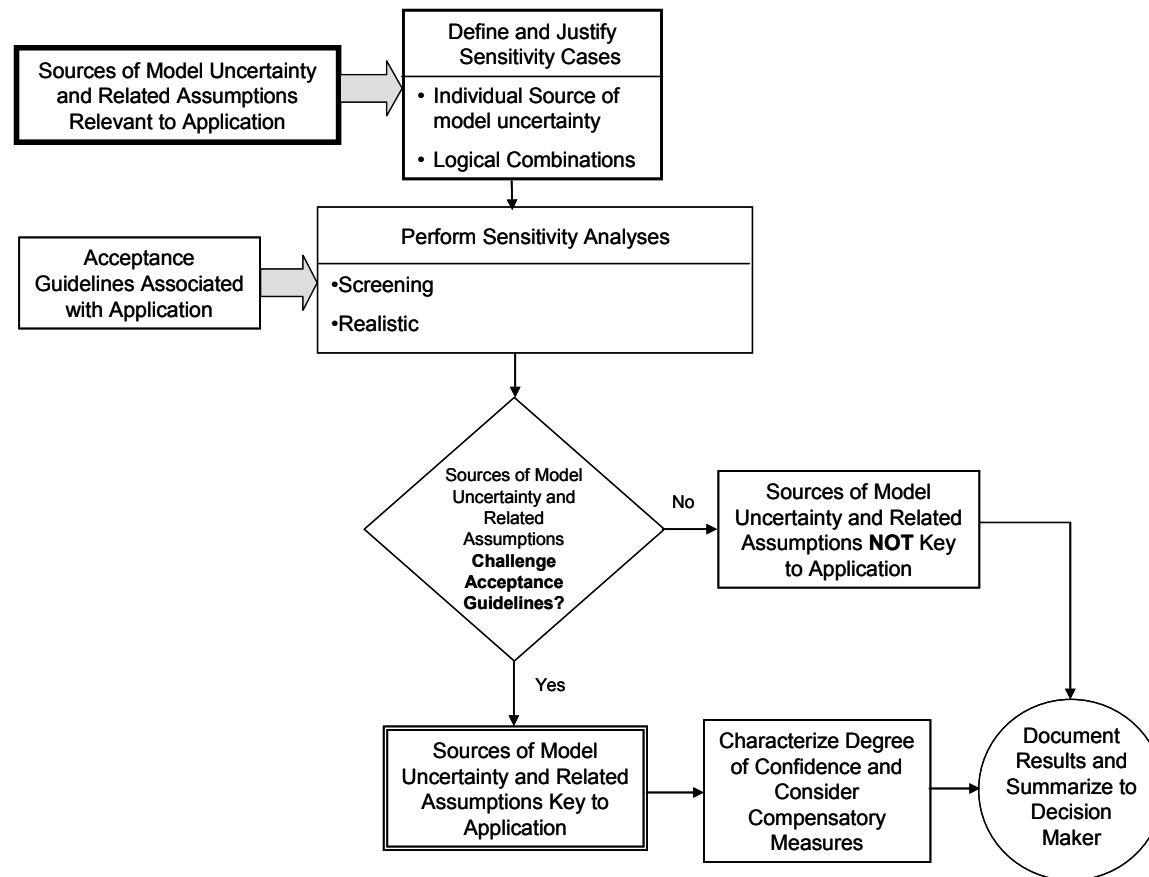 Define and Justify
Sensitivity Cases
• Individual Source of
model uncertainty
• Logical Combinations
Sources of Model Uncertainty
and Related Assumptions
Relevant to Application
Perform Sensitivity Analyses
•Screening
•Realistic
Acceptance
Guidelines Associated
with Application
Sources of Model
Uncertainty and
Related
Assumptions
Challenge
Acceptance
Guidelines?
No
Sources of Model
Uncertainty and Related
Assumptions NOT Key
to Application
Yes
Sources of Model
Uncertainty and Related
Assumptions Key to
Application
Characterize Degree
of Confidence and
Consider
Compensatory
Measures
Document
Results and
Summarize to
Decision
Maker